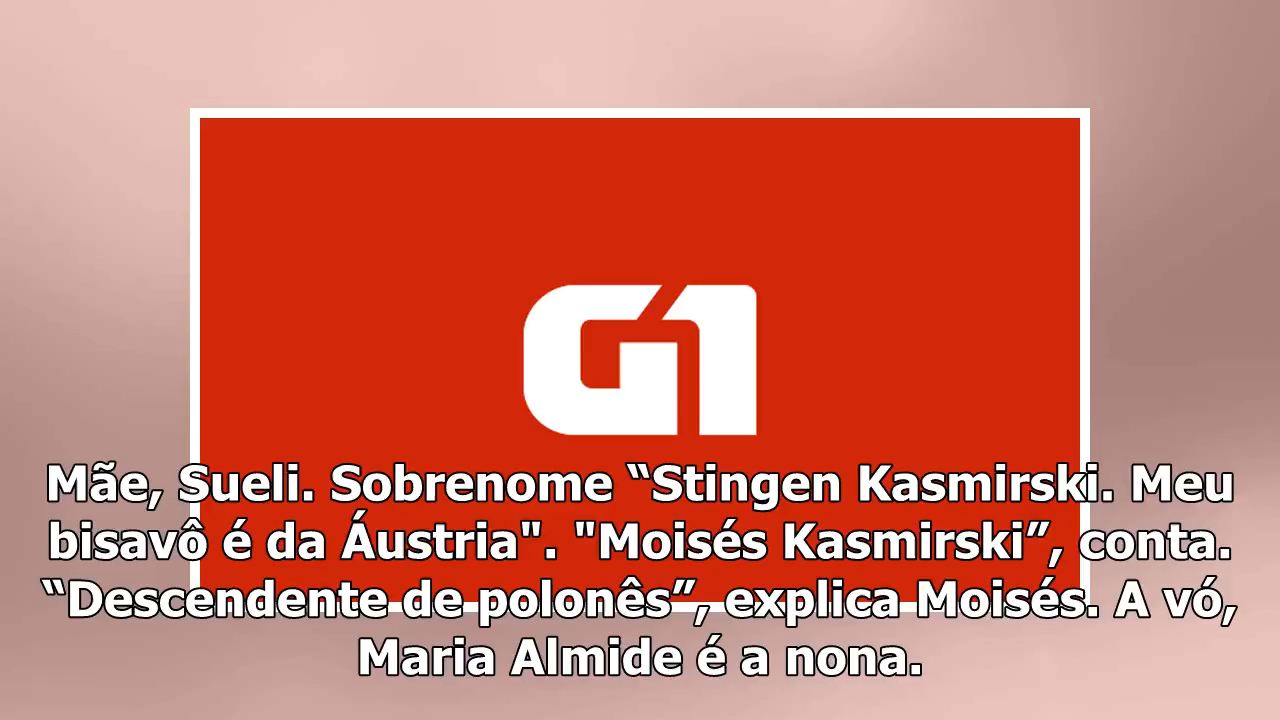 G1
Mãe, Sueli. Sobrenome “Stingen Kasmirski. Meu
bisavô é da Áustria". "Moisés Kasmirski”, conta.
“Descendente de polonês”, explica Moisés. A vó,
Maria Almide é a nona.